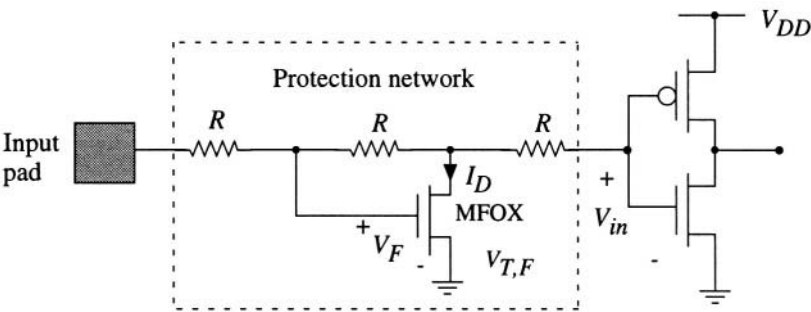 V_DD
Protection network
Input
pad
R
R
R
I_D
MFOX
+
V_F
-
V_T,F
+
V_in
-